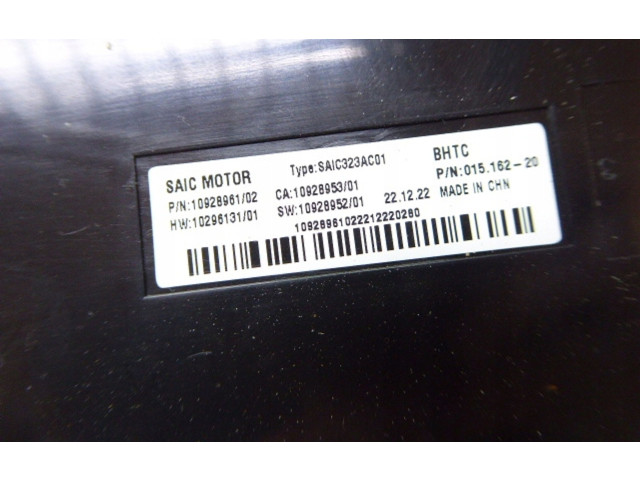 SAIC MOTOR Type:SAIC323AC01 BHTC
P/N:10928961/02 CA:10928953/01 P/N:015.162-20
HW:10296131/01 SW:10928952/01 22.12.22 MADE IN CHN
10928961022212220280